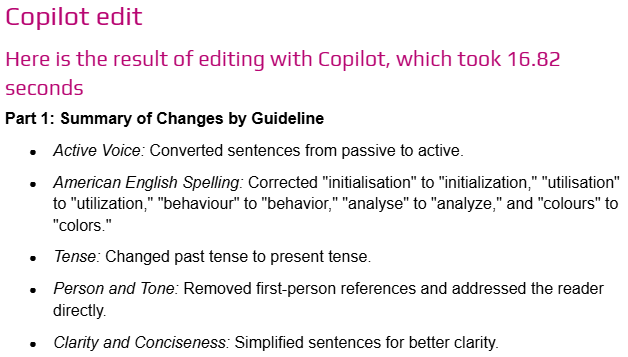 Copilot edit
Here is the result of editing with Copilot, which took 16.82
seconds
Part 1: Summary of Changes by Guideline
• Active Voice: Converted sentences from passive to active.
• American English Spelling: Corrected "initialisation" to "initialization," "utilisation"
to "utilization," "behaviour" to "behavior," "analyse" to "analyze," and "colours" to
"colors."
• Tense: Changed past tense to present tense.
• Person and Tone: Removed first-person references and addressed the reader
directly.
• Clarity and Conciseness: Simplified sentences for better clarity.